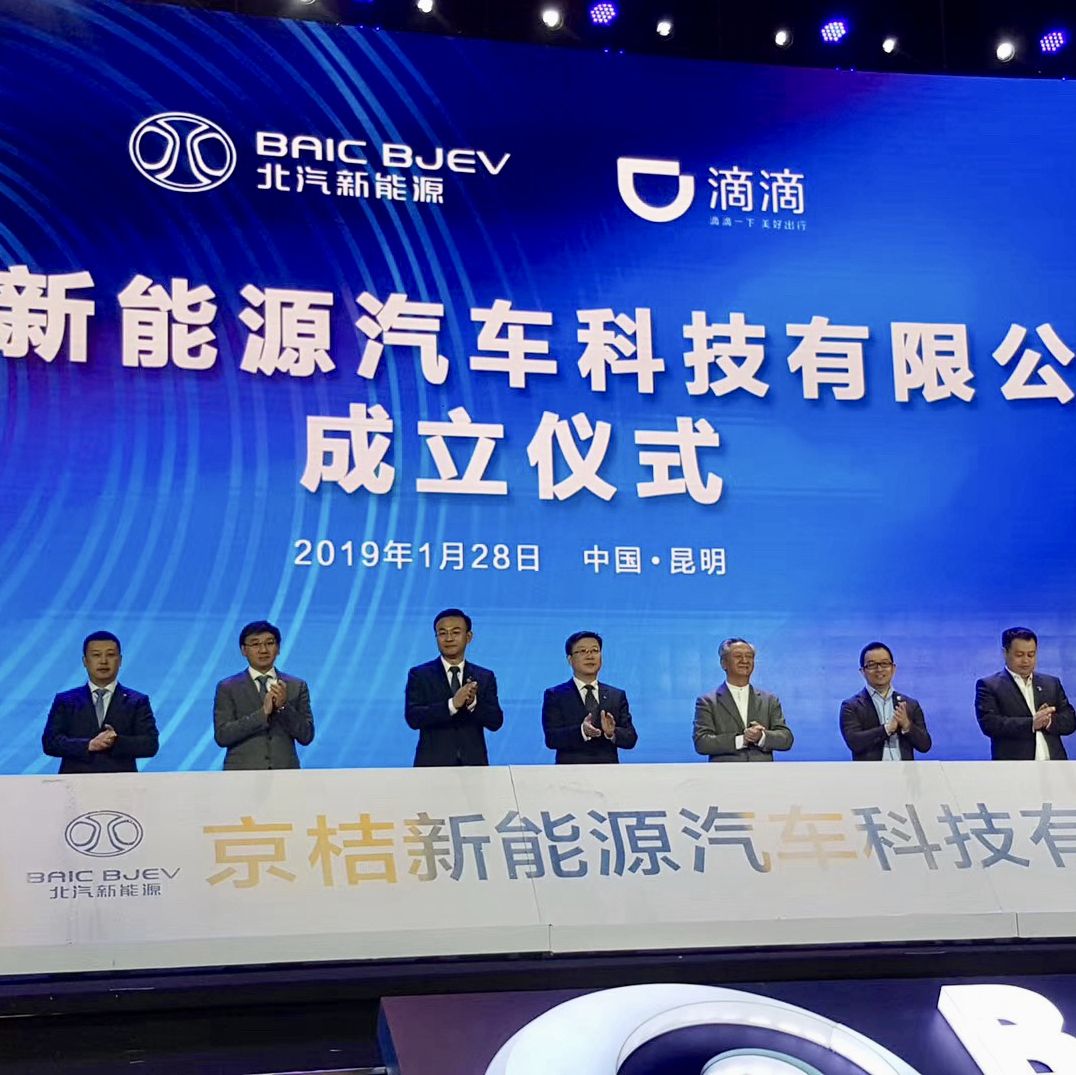 BAIC BJEV
北汽新能源
滴滴
滴滴一下 美好出行
新能源汽车科技有限公
成立仪式
2019年1月28日 中国·昆明
BAIC BJEV
北汽新能源
京桔新能源汽车科技有
B